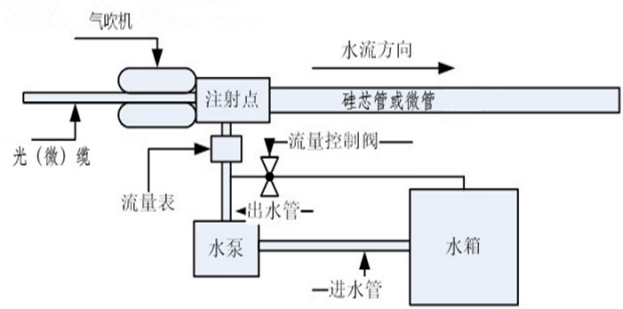 气吹机
水流方向
注射点
硅芯管或微管
光（微）缆
流量控制阀
流量表
出水管
水泵
水箱
进水管